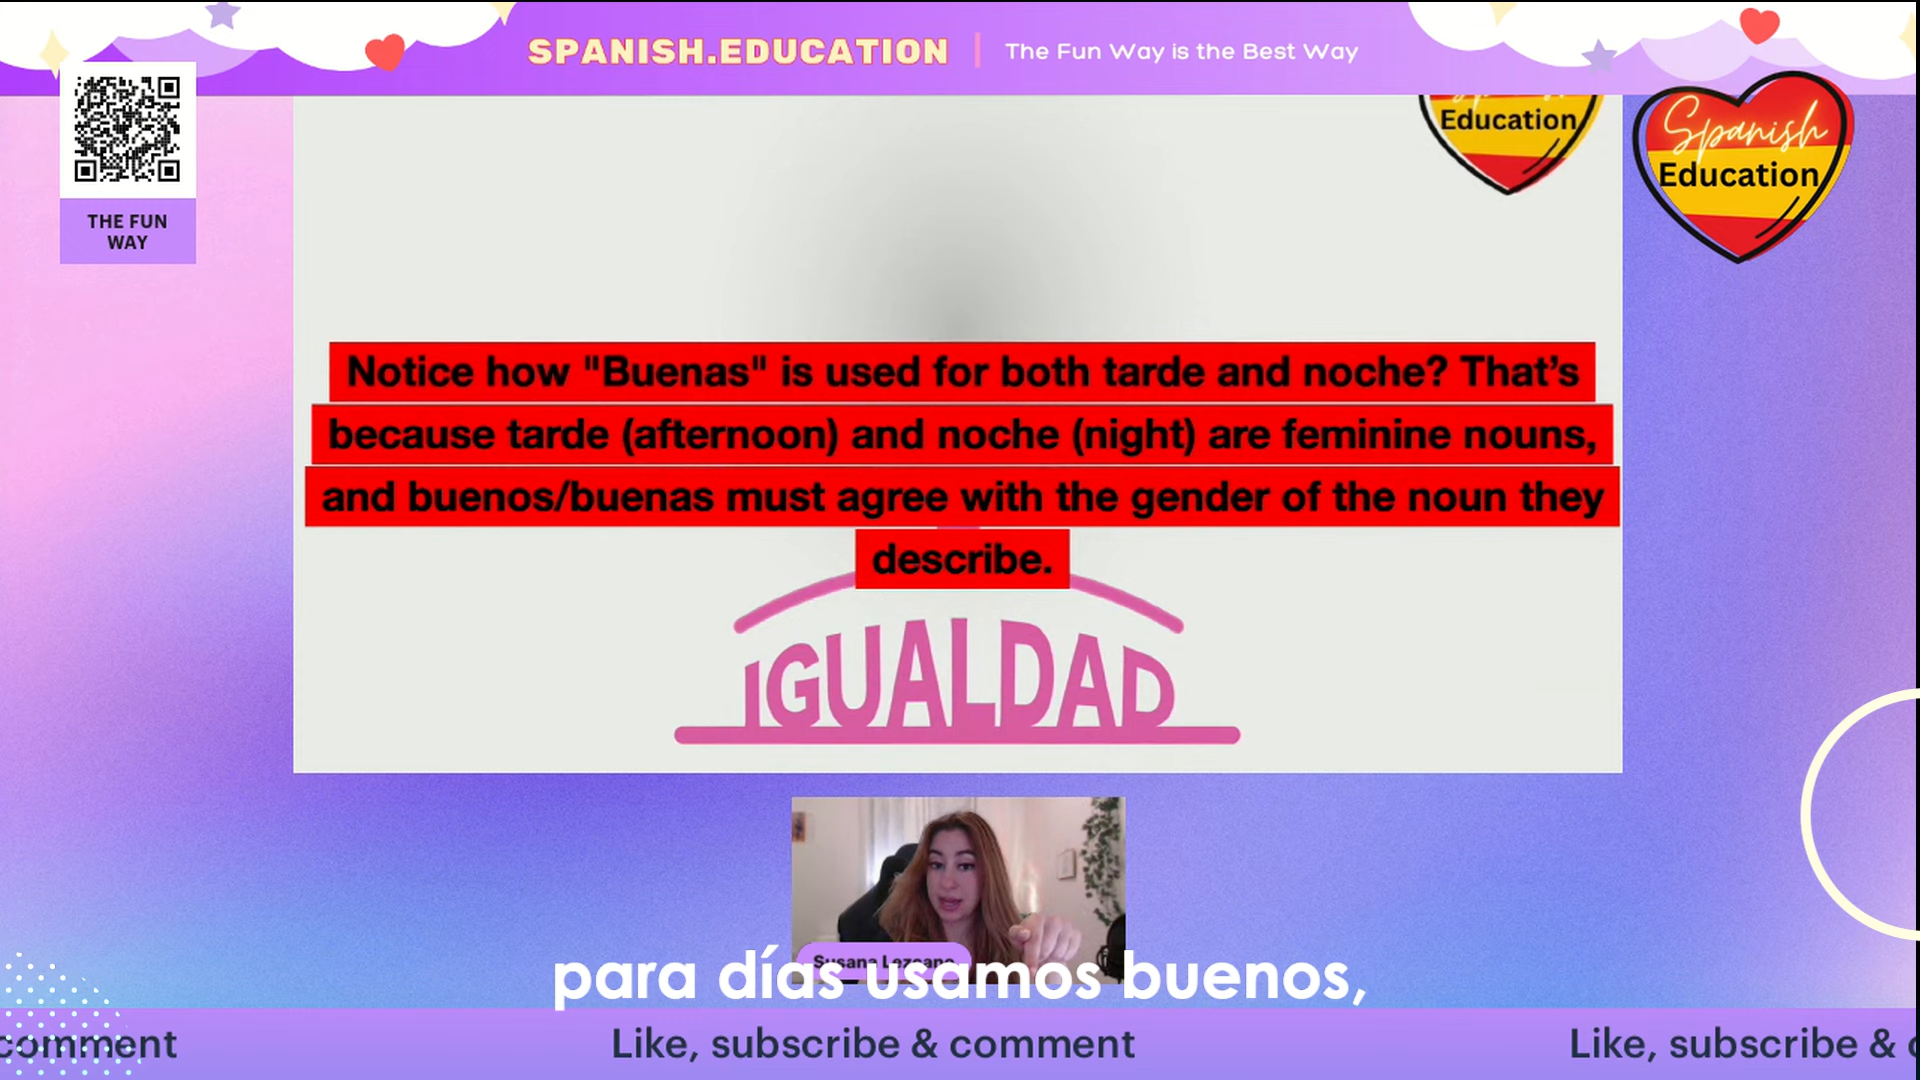 SPANISH.EDUCATION
The Fun Way is the Best Way
THE FUN
WAY
Education
Spanish
Education
Notice how "Buenas" is used for both tarde and noche? That’s
because tarde (afternoon) and noche (night) are feminine nouns,
and buenos/buenas must agree with the gender of the noun they
describe.
IGUALDAD
Susana
para días usamos buenos,
comment
Like, subscribe & comment
Like, subscribe &